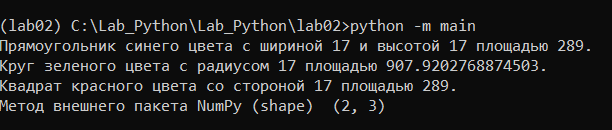 (lab02) C:\Lab_Python\Lab_Python\lab02>python -m main
Прямоугольник синего цвета с шириной 17 и высотой 17 площадью 289.
Круг зеленого цвета с радиусом 17 площадью 907.9202768874503.
Квадрат красного цвета со стороной 17 площадью 289.
Метод внешнего пакета NumPy (shape)  (2, 3)